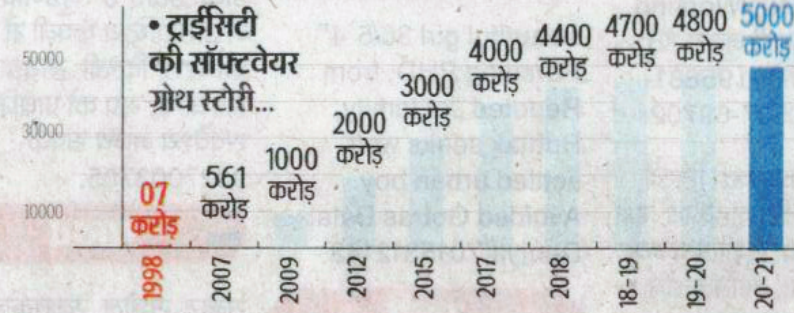 • ट्राईसिटी
की सॉफ्टवेयर
ग्रोथ स्टोरी...
50000
30000
10000
07
करोड़
561
करोड़
1000
करोड़
2000
करोड़
3000
करोड़
4000
करोड़
4400
करोड़
4700
करोड़
4800
करोड़
5000
करोड़
1998
2007
2009
2012
2015
2017
2018
18-19
19-20
20-21